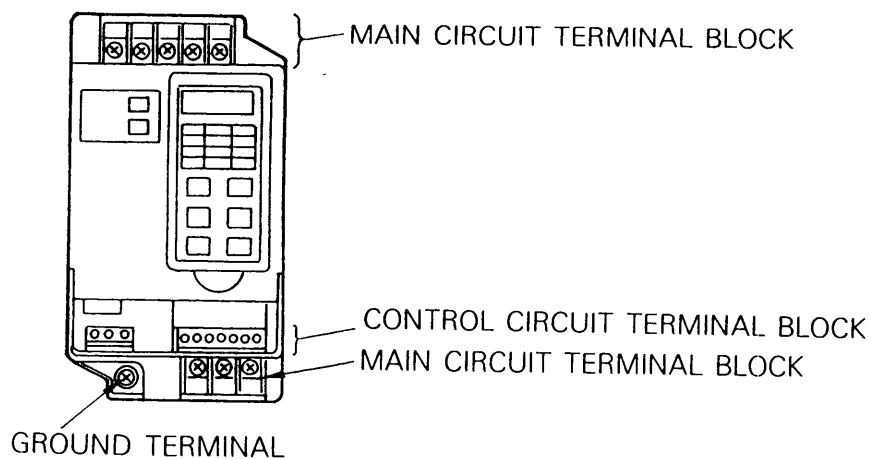 MAIN CIRCUIT TERMINAL BLOCK
CONTROL CIRCUIT TERMINAL BLOCK
MAIN CIRCUIT TERMINAL BLOCK
GROUND TERMINAL